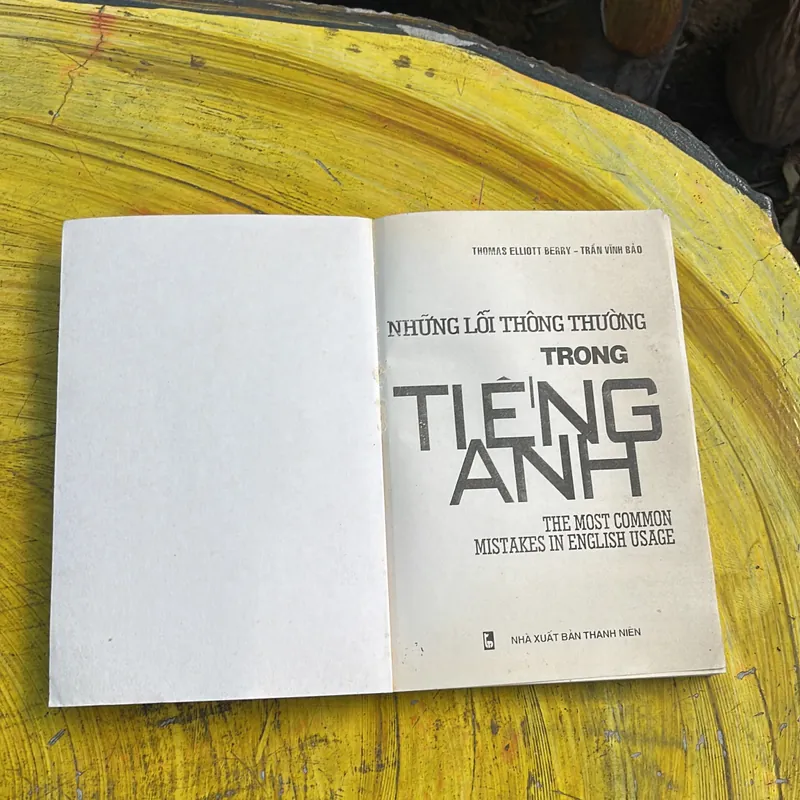 THOMAS ELLIOTT BERRY - TRẦN VĨNH BẢO
NHỮNG LỖI THÔNG THƯỜNG
TRONG
TIẾNG
ANH
THE MOST COMMON
MISTAKES IN ENGLISH USAGE
NHÀ XUẤT BẢN THANH NIÊN